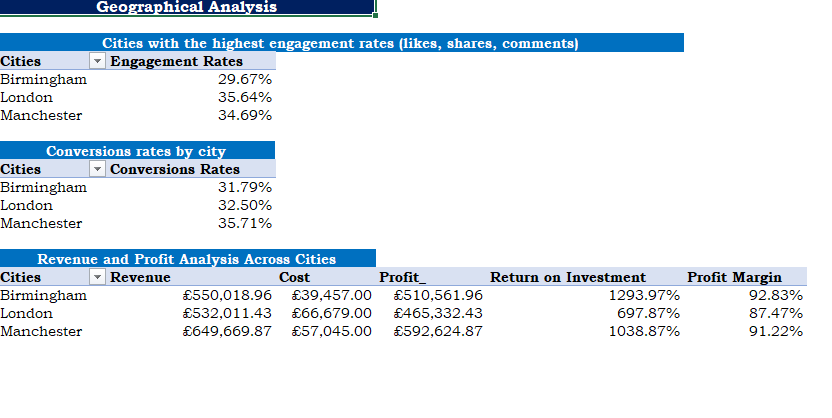 Geographical Analysis
Cities with the highest engagement rates (likes, shares, comments)
Cities Engagement Rates
Birmingham 29.67%
London 35.64%
Manchester 34.69%
Conversions rates by city
Cities Conversions Rates
Birmingham 31.79%
London 32.50%
Manchester 35.71%
Revenue and Profit Analysis Across Cities
Cities Revenue Cost Profit_ Return on Investment Profit Margin
Birmingham £550,018.96 £39,457.00 £510,561.96 1293.97% 92.83%
London £532,011.43 £66,679.00 £465,332.43 697.87% 87.47%
Manchester £649,669.87 £57,045.00 £592,624.87 1038.87% 91.22%